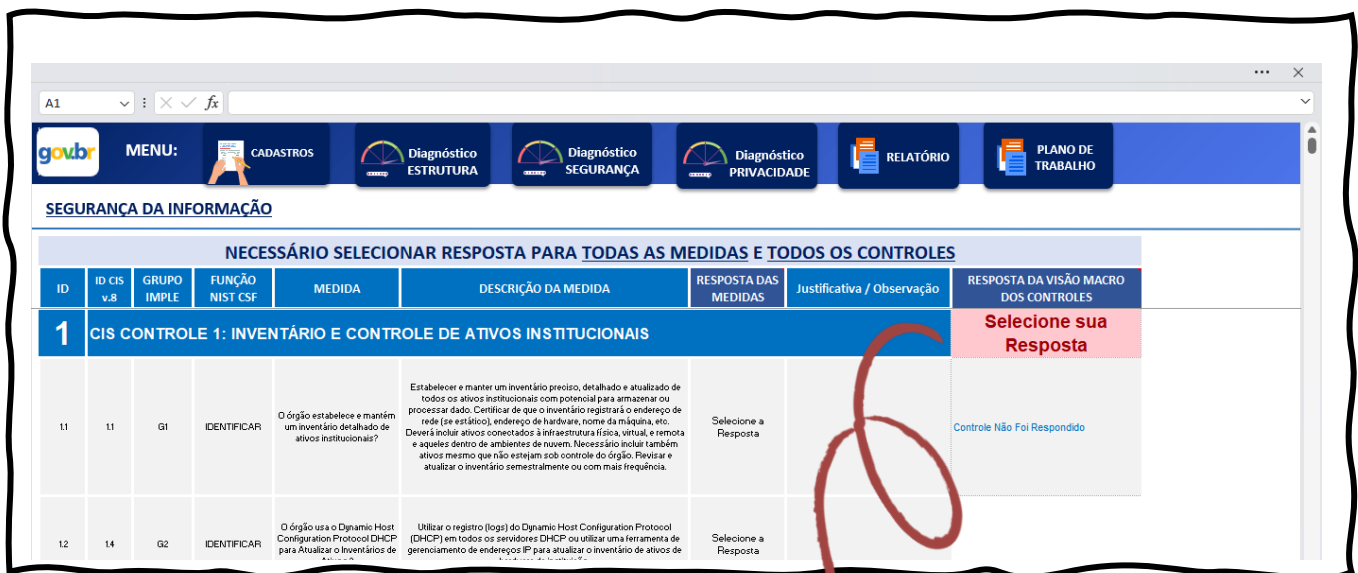 A1
fx
gov.br
MENU:
CADASTROS
Diagnóstico
ESTRUTURA
Diagnóstico
SEGURANÇA
Diagnóstico
PRIVACIDADE
RELATÓRIO
PLANO DE
TRABALHO
SEGURANÇA DA INFORMAÇÃO
NECESSÁRIO SELECIONAR RESPOSTA PARA TODAS AS MEDIDAS E TODOS OS CONTROLES
ID
ID CIS
v.8
GRUPO
IMPLE
FUNÇÃO
NIST CSF
MEDIDA
DESCRIÇÃO DA MEDIDA
RESPOSTA DAS
MEDIDAS
Justificativa / Observação
RESPOSTA DA VISÃO MACRO
DOS CONTROLES
1
CIS CONTROLE 1: INVENTÁRIO E CONTROLE DE ATIVOS INSTITUCIONAIS
Selecione sua
Resposta
1.1
1.1
G1
IDENTIFICAR
O órgão estabelece e mantém
um inventário detalhado de
ativos institucionais?
Estabelecer e manter um inventário preciso, detalhado e atualizado de
todos os ativos institucionais com potencial para armazenar ou
processar dado. Certificar de que o inventário registrará o endereço de
rede (se estático), endereço de hardware, nome da máquina, etc.
Deverá incluir ativos conectados à infraestrutura física, virtual, e remota
e aqueles dentro de ambientes de nuvem. Necessário incluir também
ativos mesmo que não estejam sob controle do órgão. Revisar e
atualizar o inventário semestralmente ou com mais frequência.
Selecione a
Resposta
Controle Não Foi Respondido
1.2
1.4
G2
IDENTIFICAR
O órgão usa o Dynamic Host
Configuration Protocol DHCP
para Atualizar o Inventários de
Utilizar o registro (logs) do Dynamic Host Configuration Protocol
(DHCP) em todos os servidores DHCP ou utilizar uma ferramenta de
gerenciamento de endereços IP para atualizar o inventário de ativos de
Selecione a
Resposta